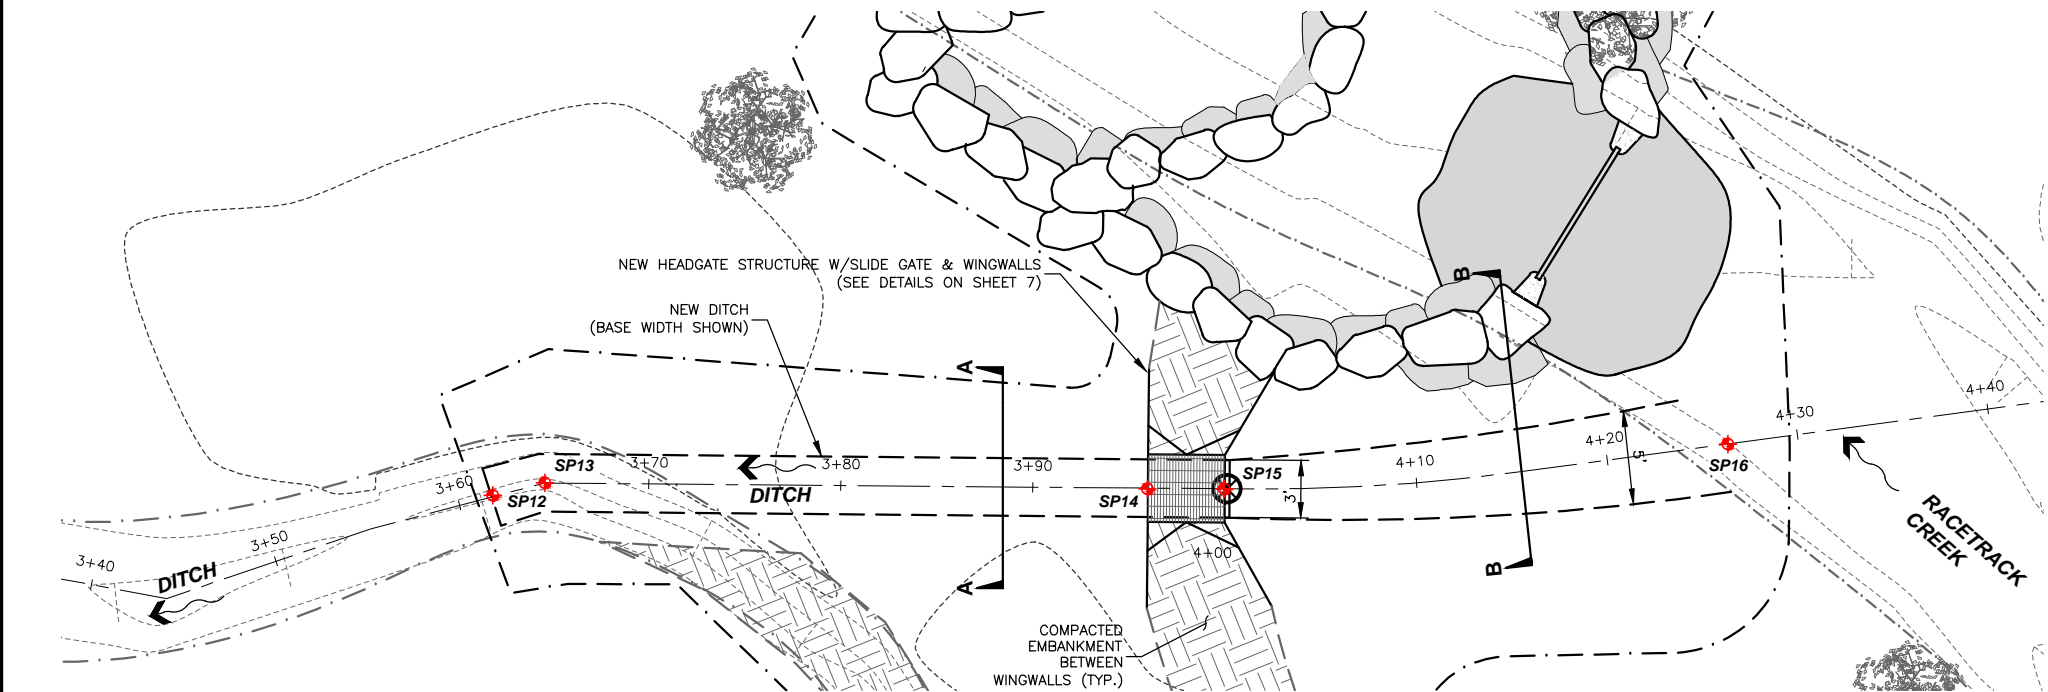 NEW HEADGATE STRUCTURE W/SLIDE GATE & WINGWALLS
(SEE DETAILS ON SHEET 7)
NEW DITCH
(BASE WIDTH SHOWN)
A
B
4+40
4+30
4+20
4+10
3+90
3+80
3+70
3+60
3+50
3+40
SP13
SP12
DITCH
SP14
SP15
3'
5'
SP16
4+00
DITCH
RACETRACK
CREEK
A
B
COMPACTED
EMBANKMENT
BETWEEN
WINGWALLS (TYP.)